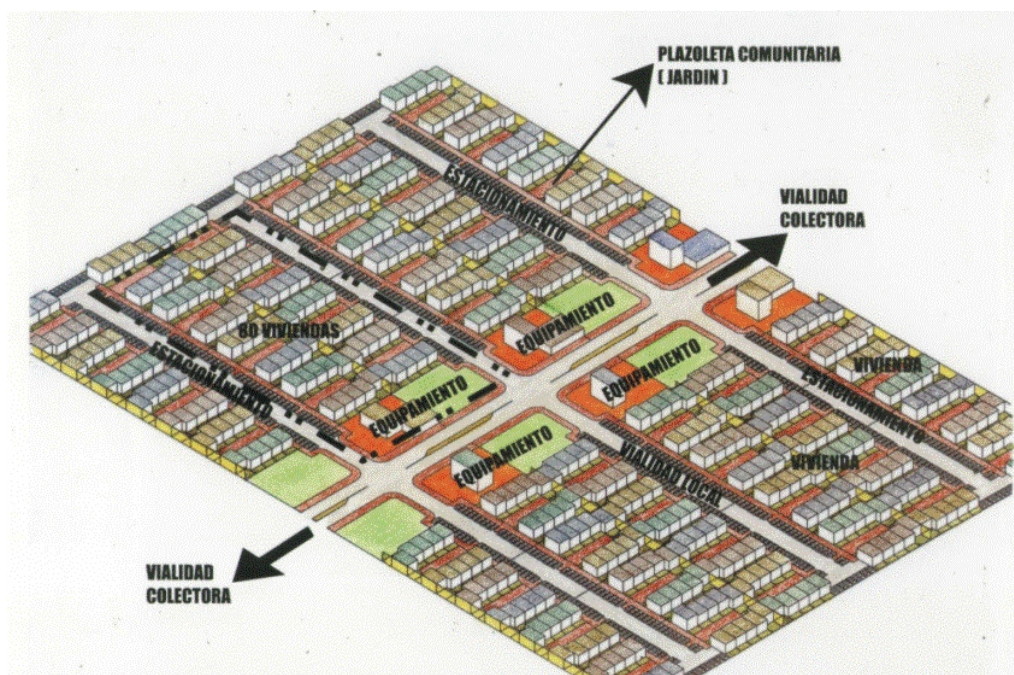 PLAZOLETA COMUNITARIA
( JARDIN )
VIALIDAD
COLECTORA
ESTACIONAMIENTO
EQUIPAMIENTO
80 VIVIENDAS
ESTACIONAMIENTO
EQUIPAMIENTO
EQUIPAMIENTO
VIVIENDA
ESTACIONAMIENTO
EQUIPAMIENTO
VIALIDAD LOCAL
VIVIENDA
VIALIDAD
COLECTORA